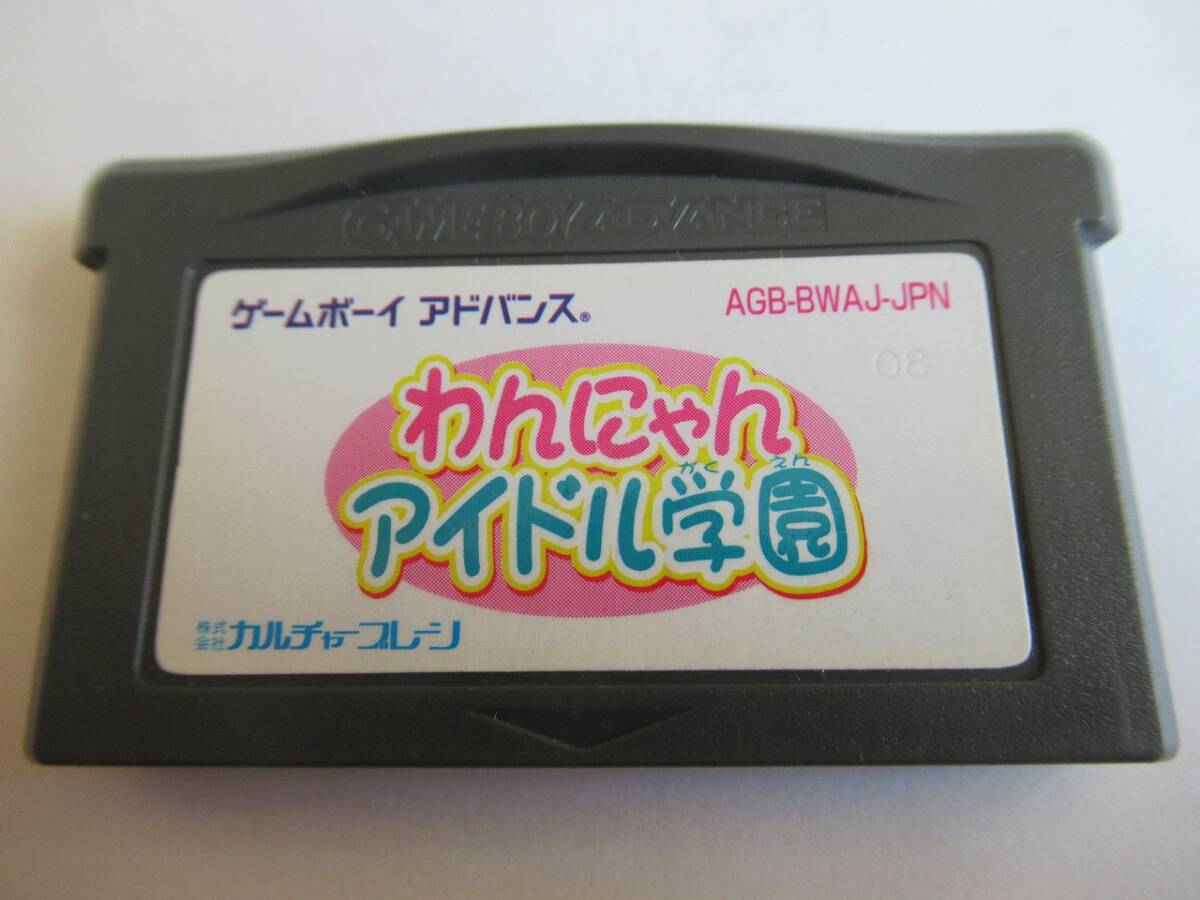 GAME BOY ADVANCE
ゲームボーイ アドバンス®
AGB-BWAJ-JPN
08
わんにゃん
がく えん
アイドル学園
株式会社 カルチャーブレーン